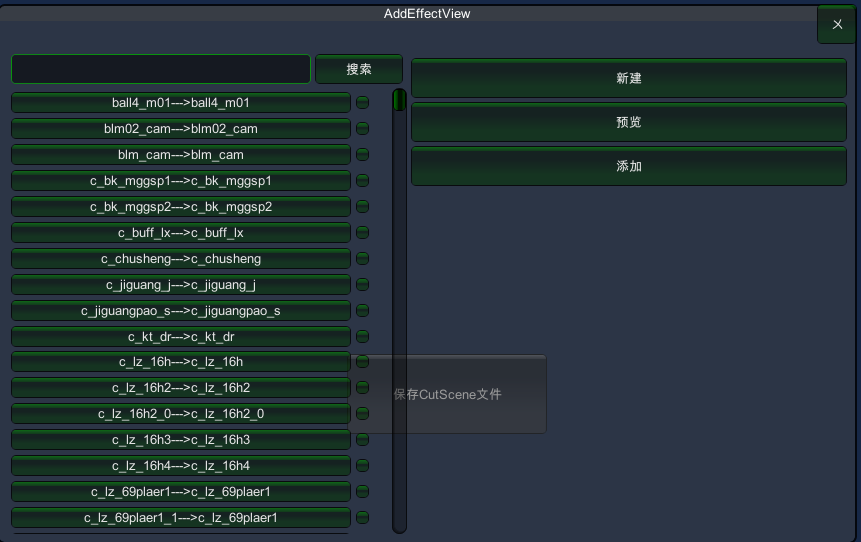 AddEffectView
X
搜索
新建
预览
添加
ball4_m01--->ball4_m01
blm02_cam--->blm02_cam
blm_cam--->blm_cam
c_bk_mggsp1--->c_bk_mggsp1
c_bk_mggsp2--->c_bk_mggsp2
c_buff_lx--->c_buff_lx
c_chusheng--->c_chusheng
c_jiguang_j--->c_jiguang_j
c_jiguangpao_s--->c_jiguangpao_s
c_kt_dr--->c_kt_dr
c_lz_16h--->c_lz_16h
c_lz_16h2--->c_lz_16h2
保存CutScene文件
c_lz_16h2_0--->c_lz_16h2_0
c_lz_16h3--->c_lz_16h3
c_lz_16h4--->c_lz_16h4
c_lz_69plaer1--->c_lz_69plaer1
c_lz_69plaer1_1--->c_lz_69plaer1